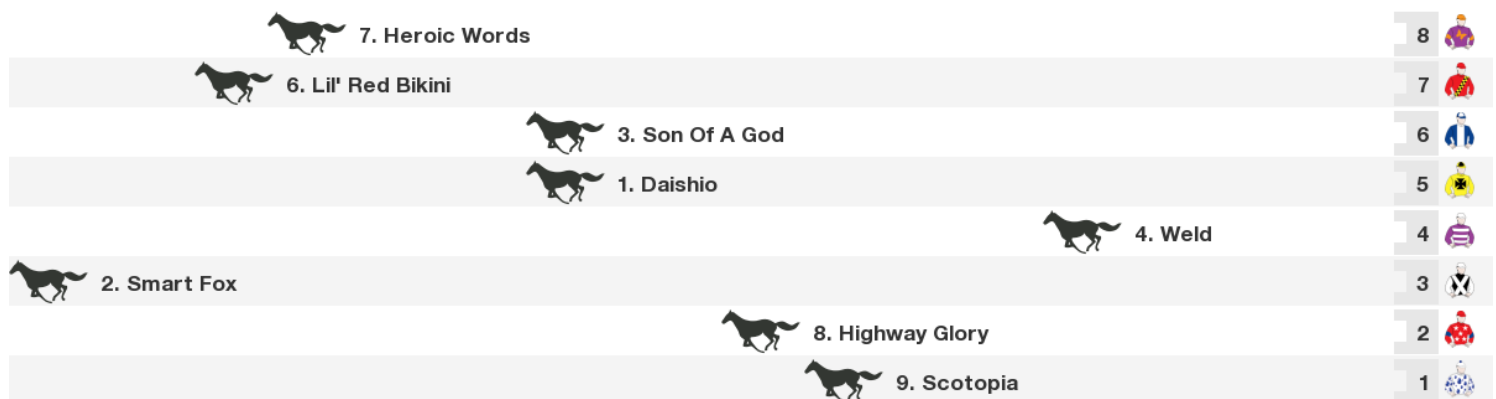 7. Heroic Words 8
6. Lil' Red Bikini 7
3. Son Of A God 6
1. Daishio 5
4. Weld 4
2. Smart Fox 3
8. Highway Glory 2
9. Scotopia 1